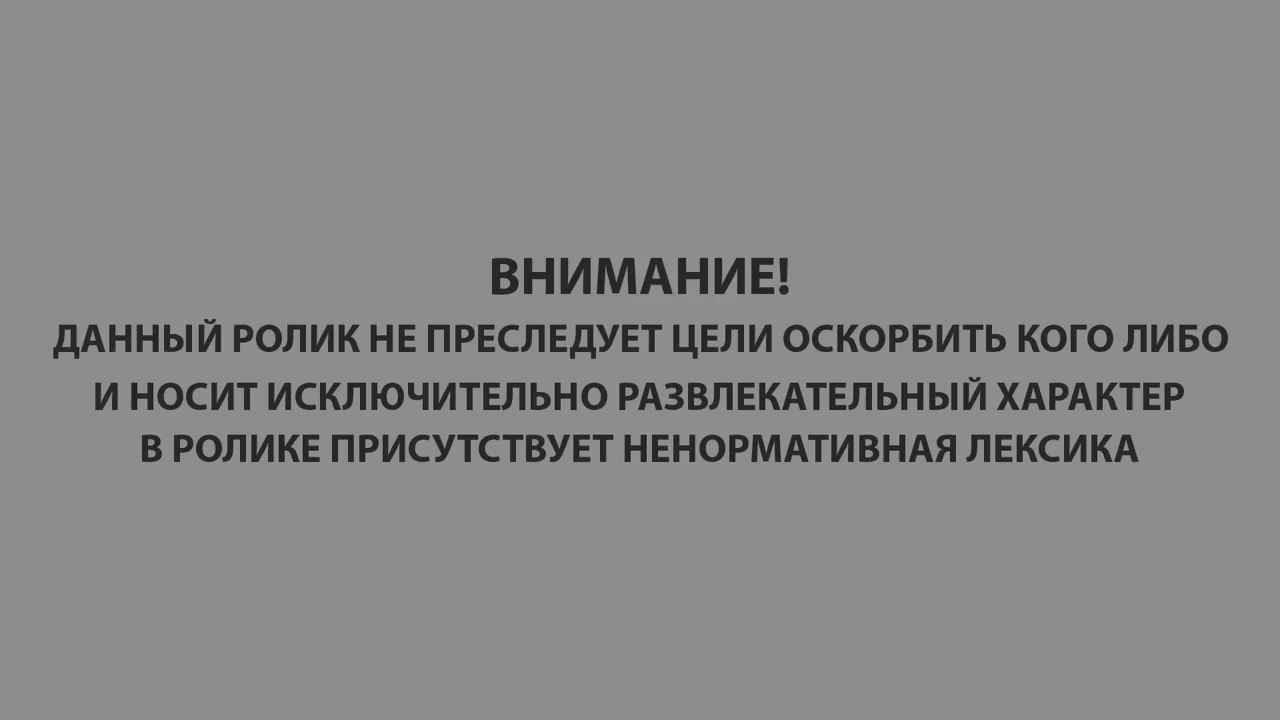 ВНИМАНИЕ!
ДАННЫЙ РОЛИК НЕ ПРЕСЛЕДУЕТ ЦЕЛИ ОСКОРБИТЬ КОГО ЛИБО
И НОСИТ ИСКЛЮЧИТЕЛЬНО РАЗВЛЕКАТЕЛЬНЫЙ ХАРАКТЕР
В РОЛИКЕ ПРИСУТСТВУЕТ НЕНОРМАТИВНАЯ ЛЕКСИКА